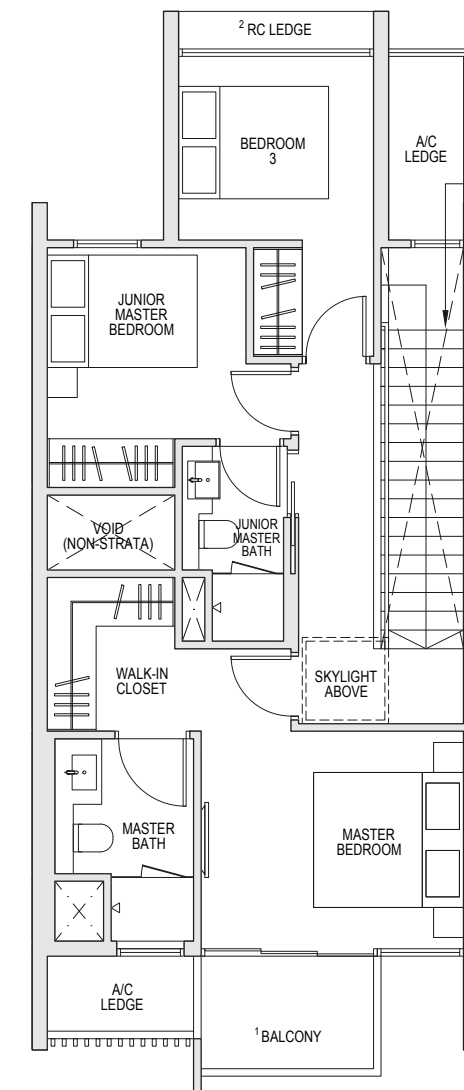 2 RC LEDGE
BEDROOM
3
A/C
LEDGE
JUNIOR
MASTER
BEDROOM
VOID
(NON-STRATA)
JUNIOR
MASTER
BATH
WALK-IN
CLOSET
SKYLIGHT
ABOVE
MASTER
BATH
MASTER
BEDROOM
A/C
LEDGE
1 BALCONY